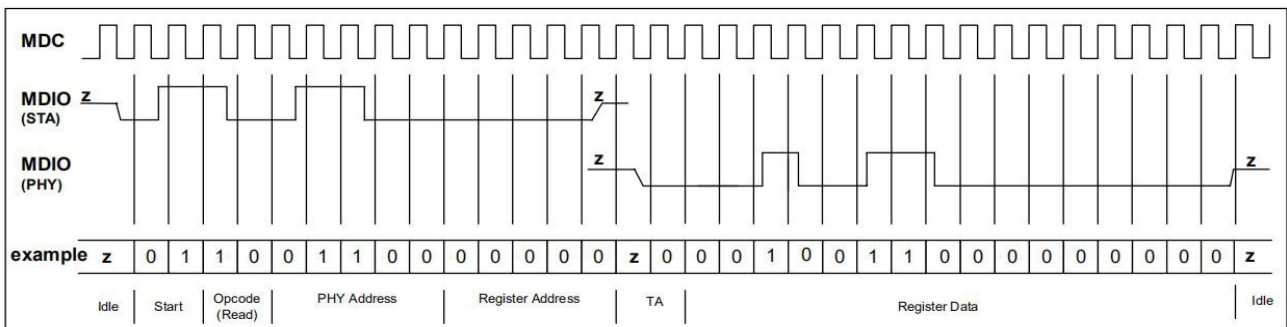 MDC
MDIO z z
(STA)
MDIO z z
(PHY)
example z 0 1 1 0 0 1 1 0 0 0 0 0 0 0 z 0 0 0 1 0 0 1 1 0 0 0 0 0 0 0 0 0 z
Idle Start Opcode (Read) PHY Address Register Address TA Register Data Idle